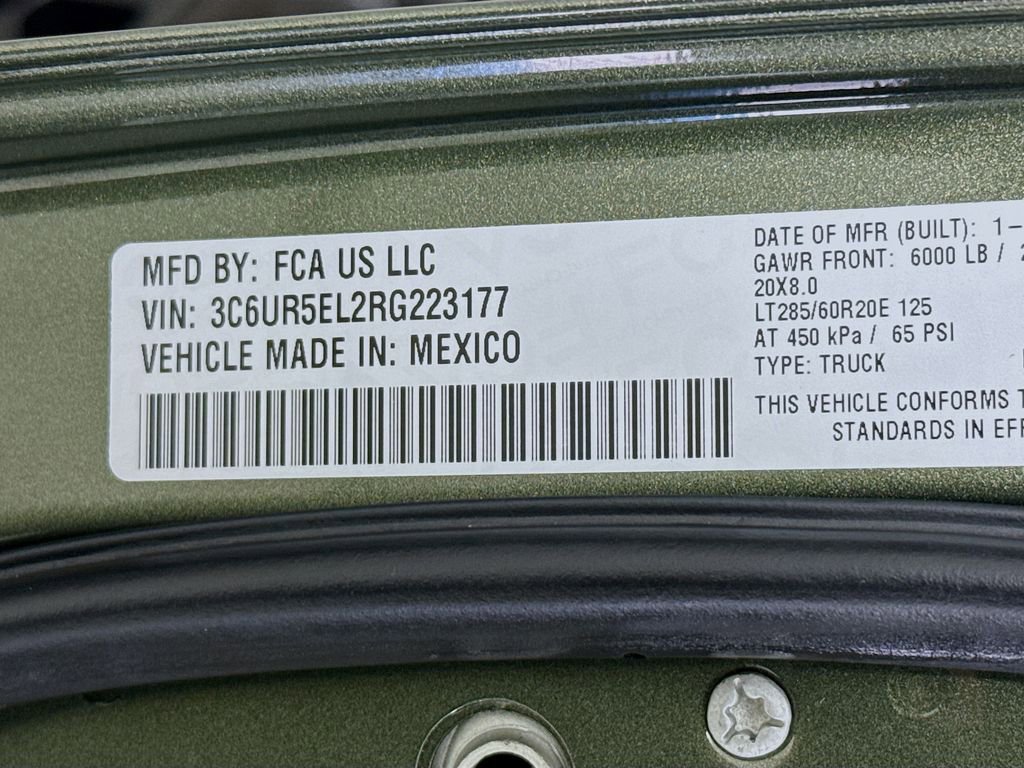 MFD BY: FCA US LLC
VIN: 3C6UR5EL2RG223177
VEHICLE MADE IN: MEXICO
DATE OF MFR (BUILT): 1-
GAWR FRONT: 6000 LB /
20X8.0
LT285/60R20E 125
AT 450 kPa / 65 PSI
TYPE: TRUCK
THIS VEHICLE CONFORMS
STANDARDS IN